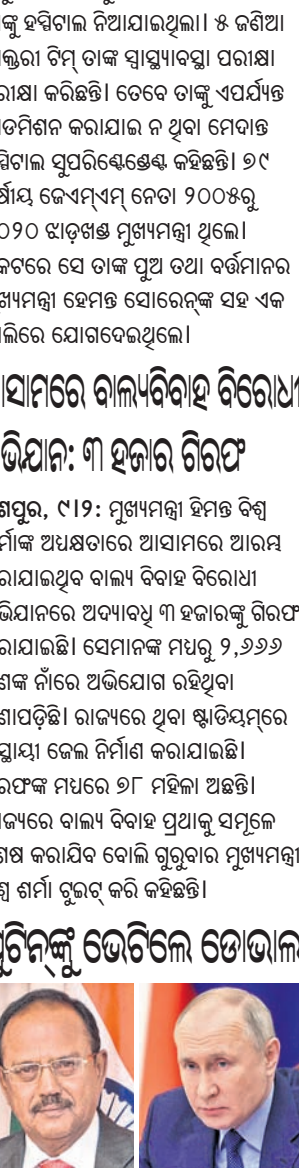 ଙ୍କୁ ହସ୍ପିଟାଲ ନିଆଯାଇଥିଲା। ୫ ଜଣିଆ
କ୍ତରୀ ଟିମ୍ ତାଙ୍କ ସ୍ୱାସ୍ଥ୍ୟାବସ୍ଥା ପରୀକ୍ଷା
ରୀକ୍ଷା କରିଛନ୍ତି। ତେବେ ତାଙ୍କୁ ଏପର୍ଯ୍ୟନ୍ତ
ଡମିଶନ କରାଯାଇ ନ ଥିବା ମେଦାନ୍ତ
ସ୍ପିଟାଲ ସୁପରିଣ୍ଟେଣ୍ଡେଣ୍ଟ କହିଛନ୍ତି। ୭୯
ର୍ଷୀୟ ଜେଏମ୍ଏମ୍ ନେତା ୨୦୦୫ରୁ
୦୨୦ ଝାଡ଼ଖଣ୍ଡ ମୁଖ୍ୟମନ୍ତ୍ରୀ ଥିଲେ।
କଟରେ ସେ ତାଙ୍କ ପୁଅ ତଥା ବର୍ତ୍ତମାନର
ଖ୍ୟମନ୍ତ୍ରୀ ହେମନ୍ତ ସୋରେନ୍‌ଙ୍କ ସହ ଏକ
ାଲିରେ ଯୋଗଦେଇଥିଲେ।
ାସାମରେ ବାଲ୍ୟବିବାହ ବିରୋଧୀ
ଭିଯାନ: ୩ ହଜାର ଗିରଫ
ଶପୁର, ୯।୨: ମୁଖ୍ୟମନ୍ତ୍ରୀ ହିମନ୍ତ ବିଶ୍ୱ
ର୍ମାଙ୍କ ଅଧ୍ୟକ୍ଷତାରେ ଆସାମରେ ଆରମ୍ଭ
ରାଯାଇଥିବ ବାଲ୍ୟ ବିବାହ ବିରୋଧୀ
ଭିଯାନରେ ଅଦ୍ୟାବଧି ୩ ହଜାରଙ୍କୁ ଗିରଫ
ରାଯାଇଛି। ସେମାନଙ୍କ ମଧ୍ୟରୁ ୨,୬୬୬
ଣଙ୍କ ନାଁରେ ଅଭିଯୋଗ ରହିଥିବା
ଣାପଡ଼ିଛି। ରାଜ୍ୟରେ ଥିବା ଷ୍ଟାଡିୟମ୍‌ରେ
ସ୍ଥାୟୀ ଜେଲ ନିର୍ମାଣ କରାଯାଇଛି।
ରଫଙ୍କ ମଧ୍ୟରେ ୭୮ ମହିଳା ଅଛନ୍ତି।
ାଜ୍ୟରେ ବାଲ୍ୟ ବିବାହ ପ୍ରଥାକୁ ସମୂଳେ
ଶେଷ କରାଯିବ ବୋଲି ଗୁରୁବାର ମୁଖ୍ୟମନ୍ତ୍ରୀ
ଶ୍ୱ ଶର୍ମା ଟୁଇଟ୍ କରି କହିଛନ୍ତି।
ପୁଟିନ୍‌ଙ୍କୁ ଭେଟିଲେ ଡୋଭାଲ